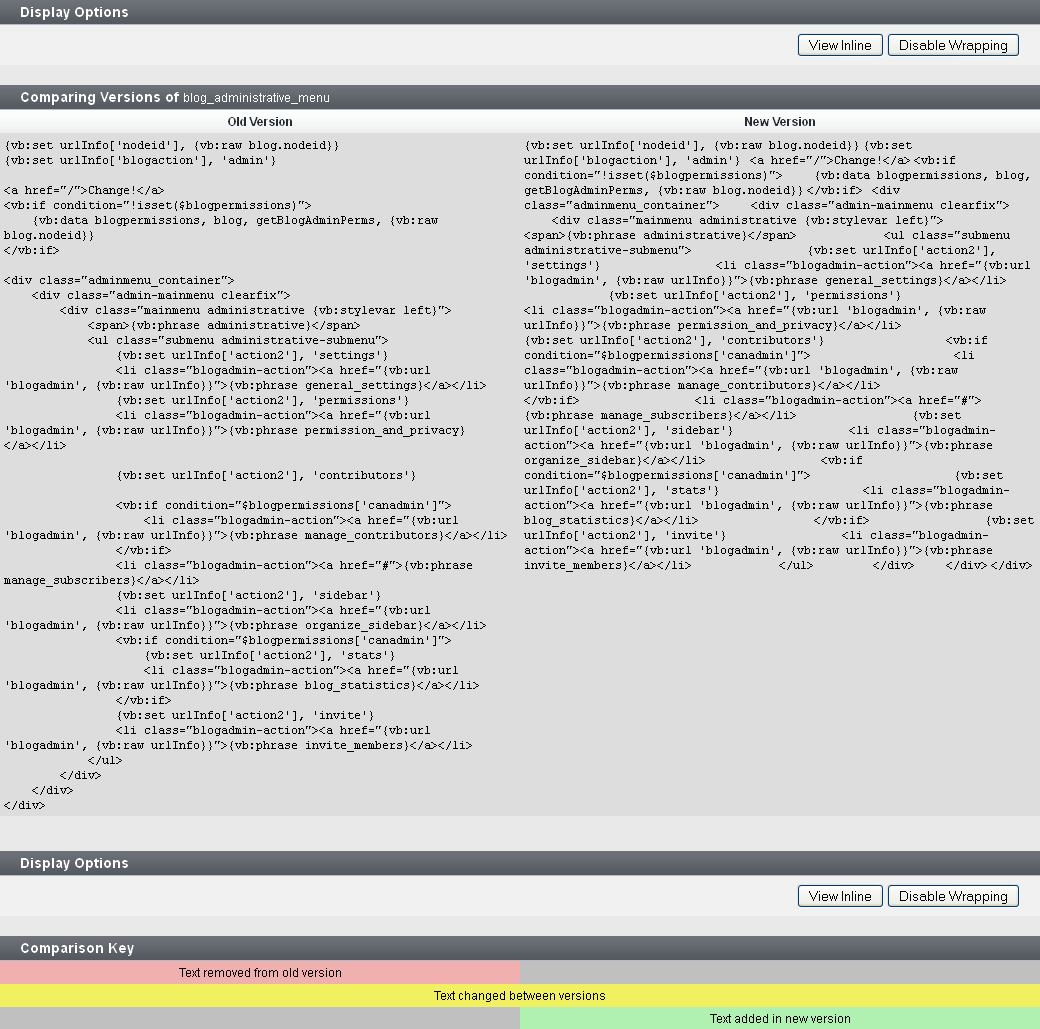 Display Options
View Inline Disable Wrapping
Comparing Versions of blog_administrative_menu
Old Version
{vb:set urlInfo['nodeid'], {vb:raw blog.nodeid}}
{vb:set urlInfo['blogaction'], 'admin'}
<a href="/">Change!</a>
<vb:if condition="!isset($blogpermissions)">
{vb:data blogpermissions, blog, getBlogAdminPerms, {vb:raw
blog.nodeid}}
</vb:if>
<div class="adminmenu_container">
<div class="admin-mainmenu clearfix">
<div class="mainmenu administrative {vb:stylevar left}">
<span>{vb:phrase administrative}</span>
<ul class="submenu administrative-submenu">
{vb:set urlInfo['action2'], 'settings'}
<li class="blogadmin-action"><a href="{vb:url
'blogadmin', {vb:raw urlInfo}}">{vb:phrase general_settings}</a></li>
{vb:set urlInfo['action2'], 'permissions'}
<li class="blogadmin-action"><a href="{vb:url
'blogadmin', {vb:raw urlInfo}}">{vb:phrase permission_and_privacy}
</a></li>
{vb:set urlInfo['action2'], 'contributors'}
<vb:if condition="$blogpermissions['canadmin']">
<li class="blogadmin-action"><a href="{vb:url
'blogadmin', {vb:raw urlInfo}}">{vb:phrase manage_contributors}</a></li>
</vb:if>
<li class="blogadmin-action"><a href="#">{vb:phrase
manage_subscribers}</a></li>
{vb:set urlInfo['action2'], 'sidebar'}
<li class="blogadmin-action"><a href="{vb:url
'blogadmin', {vb:raw urlInfo}}">{vb:phrase organize_sidebar}</a></li>
<vb:if condition="$blogpermissions['canadmin']">
{vb:set urlInfo['action2'], 'stats'}
<li class="blogadmin-action"><a href="{vb:url
'blogadmin', {vb:raw urlInfo}}">{vb:phrase blog_statistics}</a></li>
</vb:if>
{vb:set urlInfo['action2'], 'invite'}
<li class="blogadmin-action"><a href="{vb:url
'blogadmin', {vb:raw urlInfo}}">{vb:phrase invite_members}</a></li>
</ul>
</div>
</div>
</div>
New Version
{vb:set urlInfo['nodeid'], {vb:raw blog.nodeid}} {vb:set
urlInfo['blogaction'], 'admin'} <a href="/">Change!</a> <vb:if
condition="!isset($blogpermissions)"> {vb:data blogpermissions, blog,
getBlogAdminPerms, {vb:raw blog.nodeid}} </vb:if> <div
class="adminmenu_container"> <div class="admin-mainmenu clearfix">
<div class="mainmenu administrative {vb:stylevar left}">
<span>{vb:phrase administrative}</span> <ul class="submenu
administrative-submenu"> {vb:set urlInfo['action2'],
'settings'} <li class="blogadmin-action"><a href="{vb:url
'blogadmin', {vb:raw urlInfo}}">{vb:phrase general_settings}</a></li>
{vb:set urlInfo['action2'], 'permissions'}
<li class="blogadmin-action"><a href="{vb:url 'blogadmin', {vb:raw
urlInfo}}">{vb:phrase permission_and_privacy}</a></li>
{vb:set urlInfo['action2'], 'contributors'} <vb:if
condition="$blogpermissions['canadmin']"> <li
class="blogadmin-action"><a href="{vb:url 'blogadmin', {vb:raw
urlInfo}}">{vb:phrase manage_contributors}</a></li>
</vb:if> <li class="blogadmin-action"><a href="#">
{vb:phrase manage_subscribers}</a></li> {vb:set
urlInfo['action2'], 'sidebar'} <li class="blogadmin-
action"><a href="{vb:url 'blogadmin', {vb:raw urlInfo}}">{vb:phrase
organize_sidebar}</a></li> <vb:if
condition="$blogpermissions['canadmin']"> {vb:set
urlInfo['action2'], 'stats'} <li class="blogadmin-
action"><a href="{vb:url 'blogadmin', {vb:raw urlInfo}}">{vb:phrase
blog_statistics}</a></li> </vb:if> {vb:set
urlInfo['action2'], 'invite'} <li class="blogadmin-
action"><a href="{vb:url 'blogadmin', {vb:raw urlInfo}}">{vb:phrase
invite_members}</a></li> </ul> </div> </div> </div>
Display Options
View Inline Disable Wrapping
Comparison Key
Text removed from old version
Text changed between versions
Text added in new version